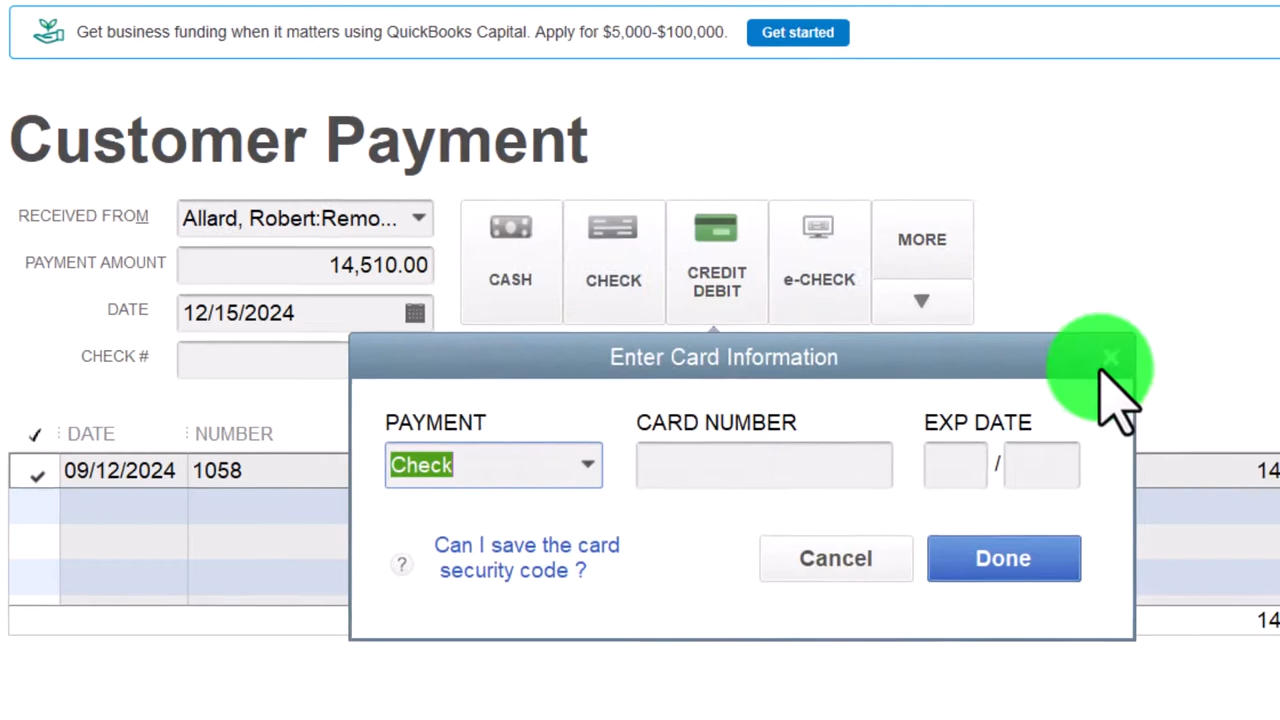 Get business funding when it matters using QuickBooks Capital. Apply for $5,000-$100,000. Get started
Customer Payment
RECEIVED FROM Allard, Robert:Remo...
PAYMENT AMOUNT 14,510.00
DATE 12/15/2024
CHECK #
CASH
CHECK
CREDIT
DEBIT
e-CHECK
MORE
Enter Card Information
PAYMENT CARD NUMBER EXP DATE
Check /
? Can I save the card
security code ?
Cancel Done
DATE NUMBER
09/12/2024 1058 14
14